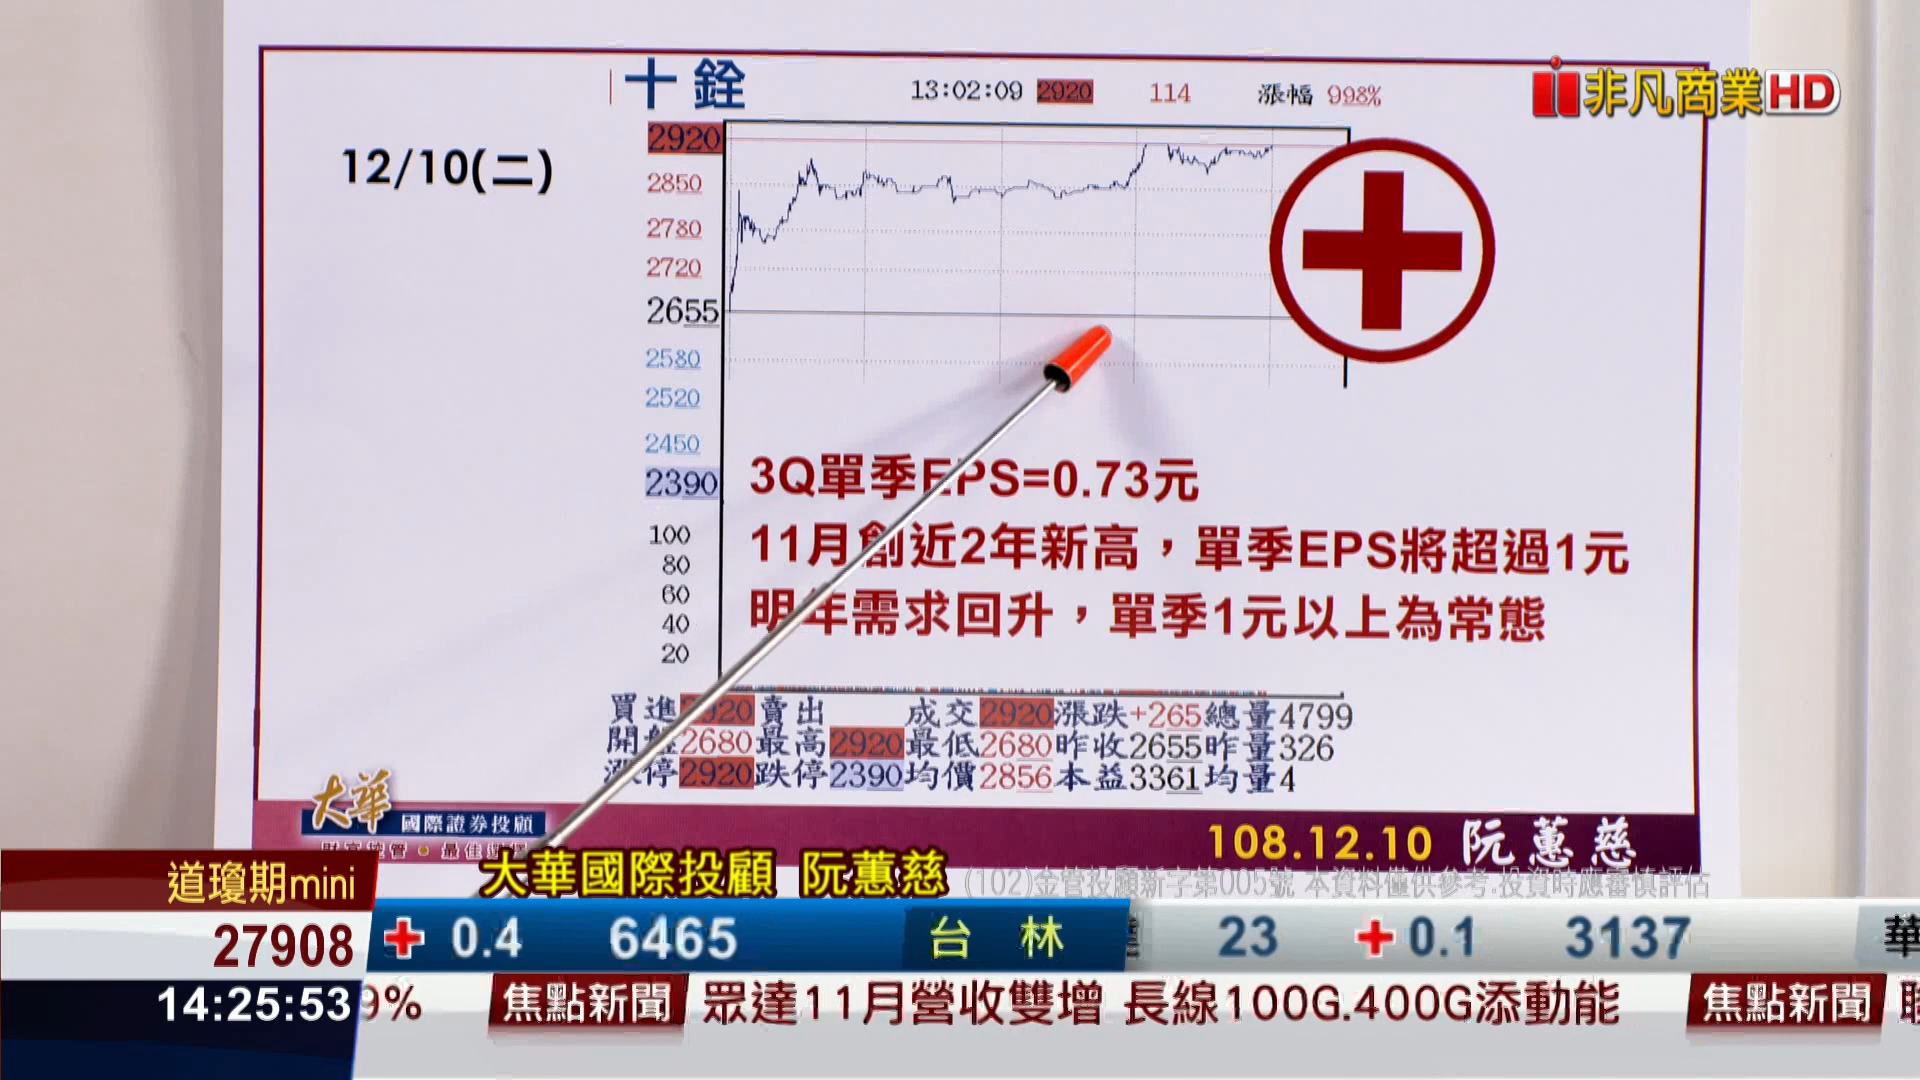 十銓 13:02:09 2920 114 漲幅 998%
非凡商業HD
12/10(二)
2920
2850
2780
2720
2655
2580
2520
2450
2390
100
80
60
40
20
3Q單季EPS=0.73元
11月創近2年新高，單季EPS將超過1元
明年需求回升，單季1元以上為常態
買進2920賣出 成交2920漲跌+265總量4799
開盤2680最高2920最低2680昨收2655昨量326
漲停2920跌停2390均價2856本益3361均量4
大華 國際證券投顧
財富控管 • 最佳選擇
108.12.10 阮蕙慈
大華國際投顧 阮蕙慈 (102)金管投顧新字第005號 本資料僅供參考.投資時應審慎評估
道瓊期mini
27908
14:25:53
0.4 6465 台林 23 0.1 3137 華
9% 焦點新聞 眾達11月營收雙增 長線100G.400G添動能 焦點新聞